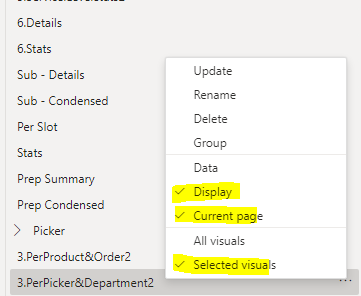 6.Details
6.Stats
Sub - Details
Sub - Condensed
Per Slot
Stats
Prep Summary
Prep Condensed
Picker
3.PerProduct&Order2
3.PerPicker&Department2
...
Update
Rename
Delete
Group
Data
Display
Current page
All visuals
Selected visuals